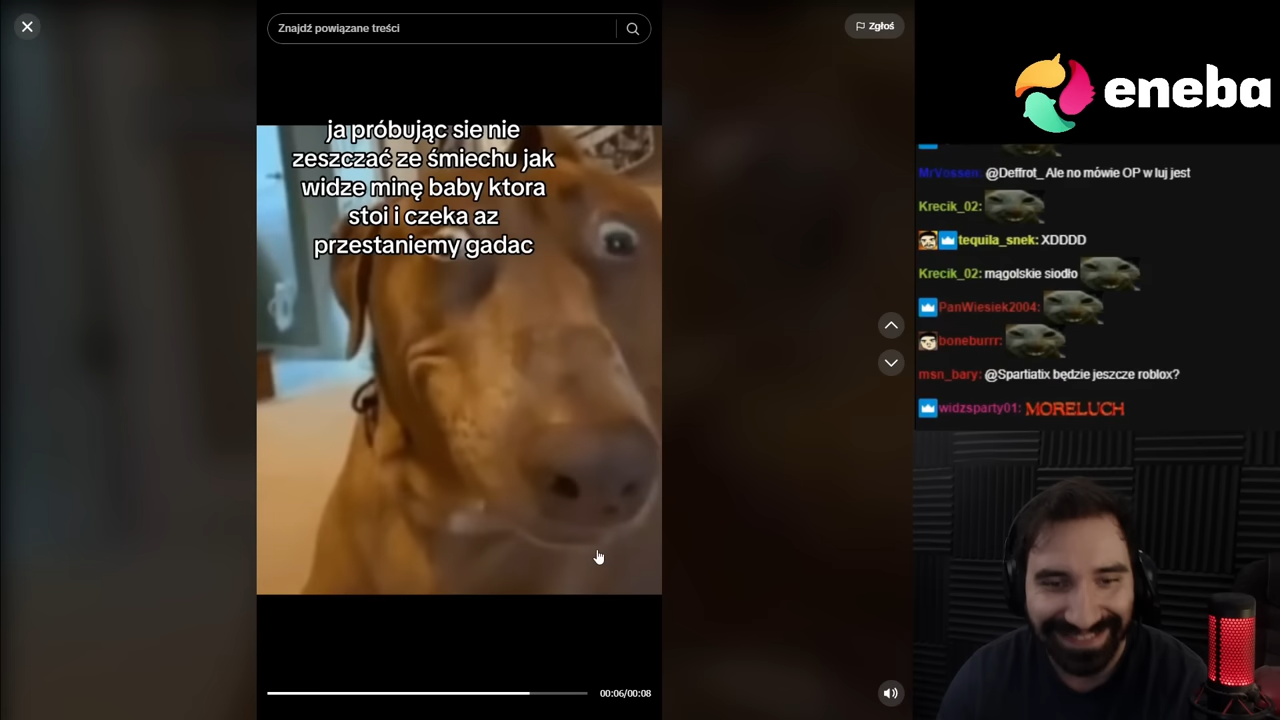 Znajdź powiązane treści
Zgłoś
ja próbując sie nie
zeszczać ze śmiechu jak
widze minę baby ktora
stoi i czeka az
przestaniemy gadac
00:06/00:08
eneba
MrVossen: @Deffrot_ Ale no mówie OP w luj jest
Krecik_02:
tequila_snek: XDDDD
Krecik_02: mągolskie siodło
PanWiesiek2004:
boneburrr:
msn_bary: @Spartiatix będzie jeszcze roblox?
widzsparty01: MORELUCH